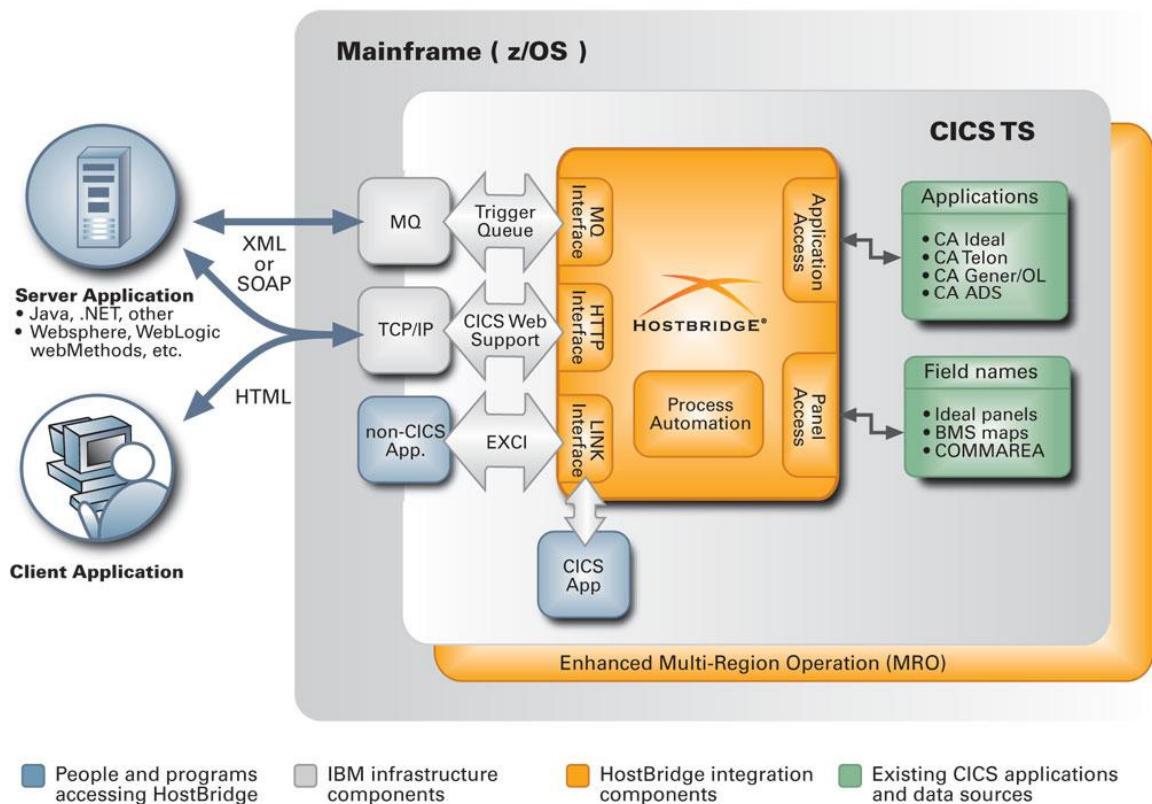 Mainframe ( z/OS )
CICS TS
Server Application
• Java, .NET, other
• Websphere, WebLogic
webMethods, etc.
Client Application
XML
or
SOAP
HTML
MQ
TCP/IP
non-CICS
App.
Trigger
Queue
CICS Web
Support
EXCI
MQ
Interface
HTTP
Interface
LINK
Interface
HOSTBRIDGE®
Process
Automation
Application
Access
Panel
Access
CICS
App
Applications
• CA Ideal
• CA Telon
• CA Gener/OL
• CA ADS
Field names
• Ideal panels
• BMS maps
• COMMAREA
Enhanced Multi-Region Operation (MRO)
People and programs
accessing HostBridge
IBM infrastructure
components
HostBridge integration
components
Existing CICS applications
and data sources